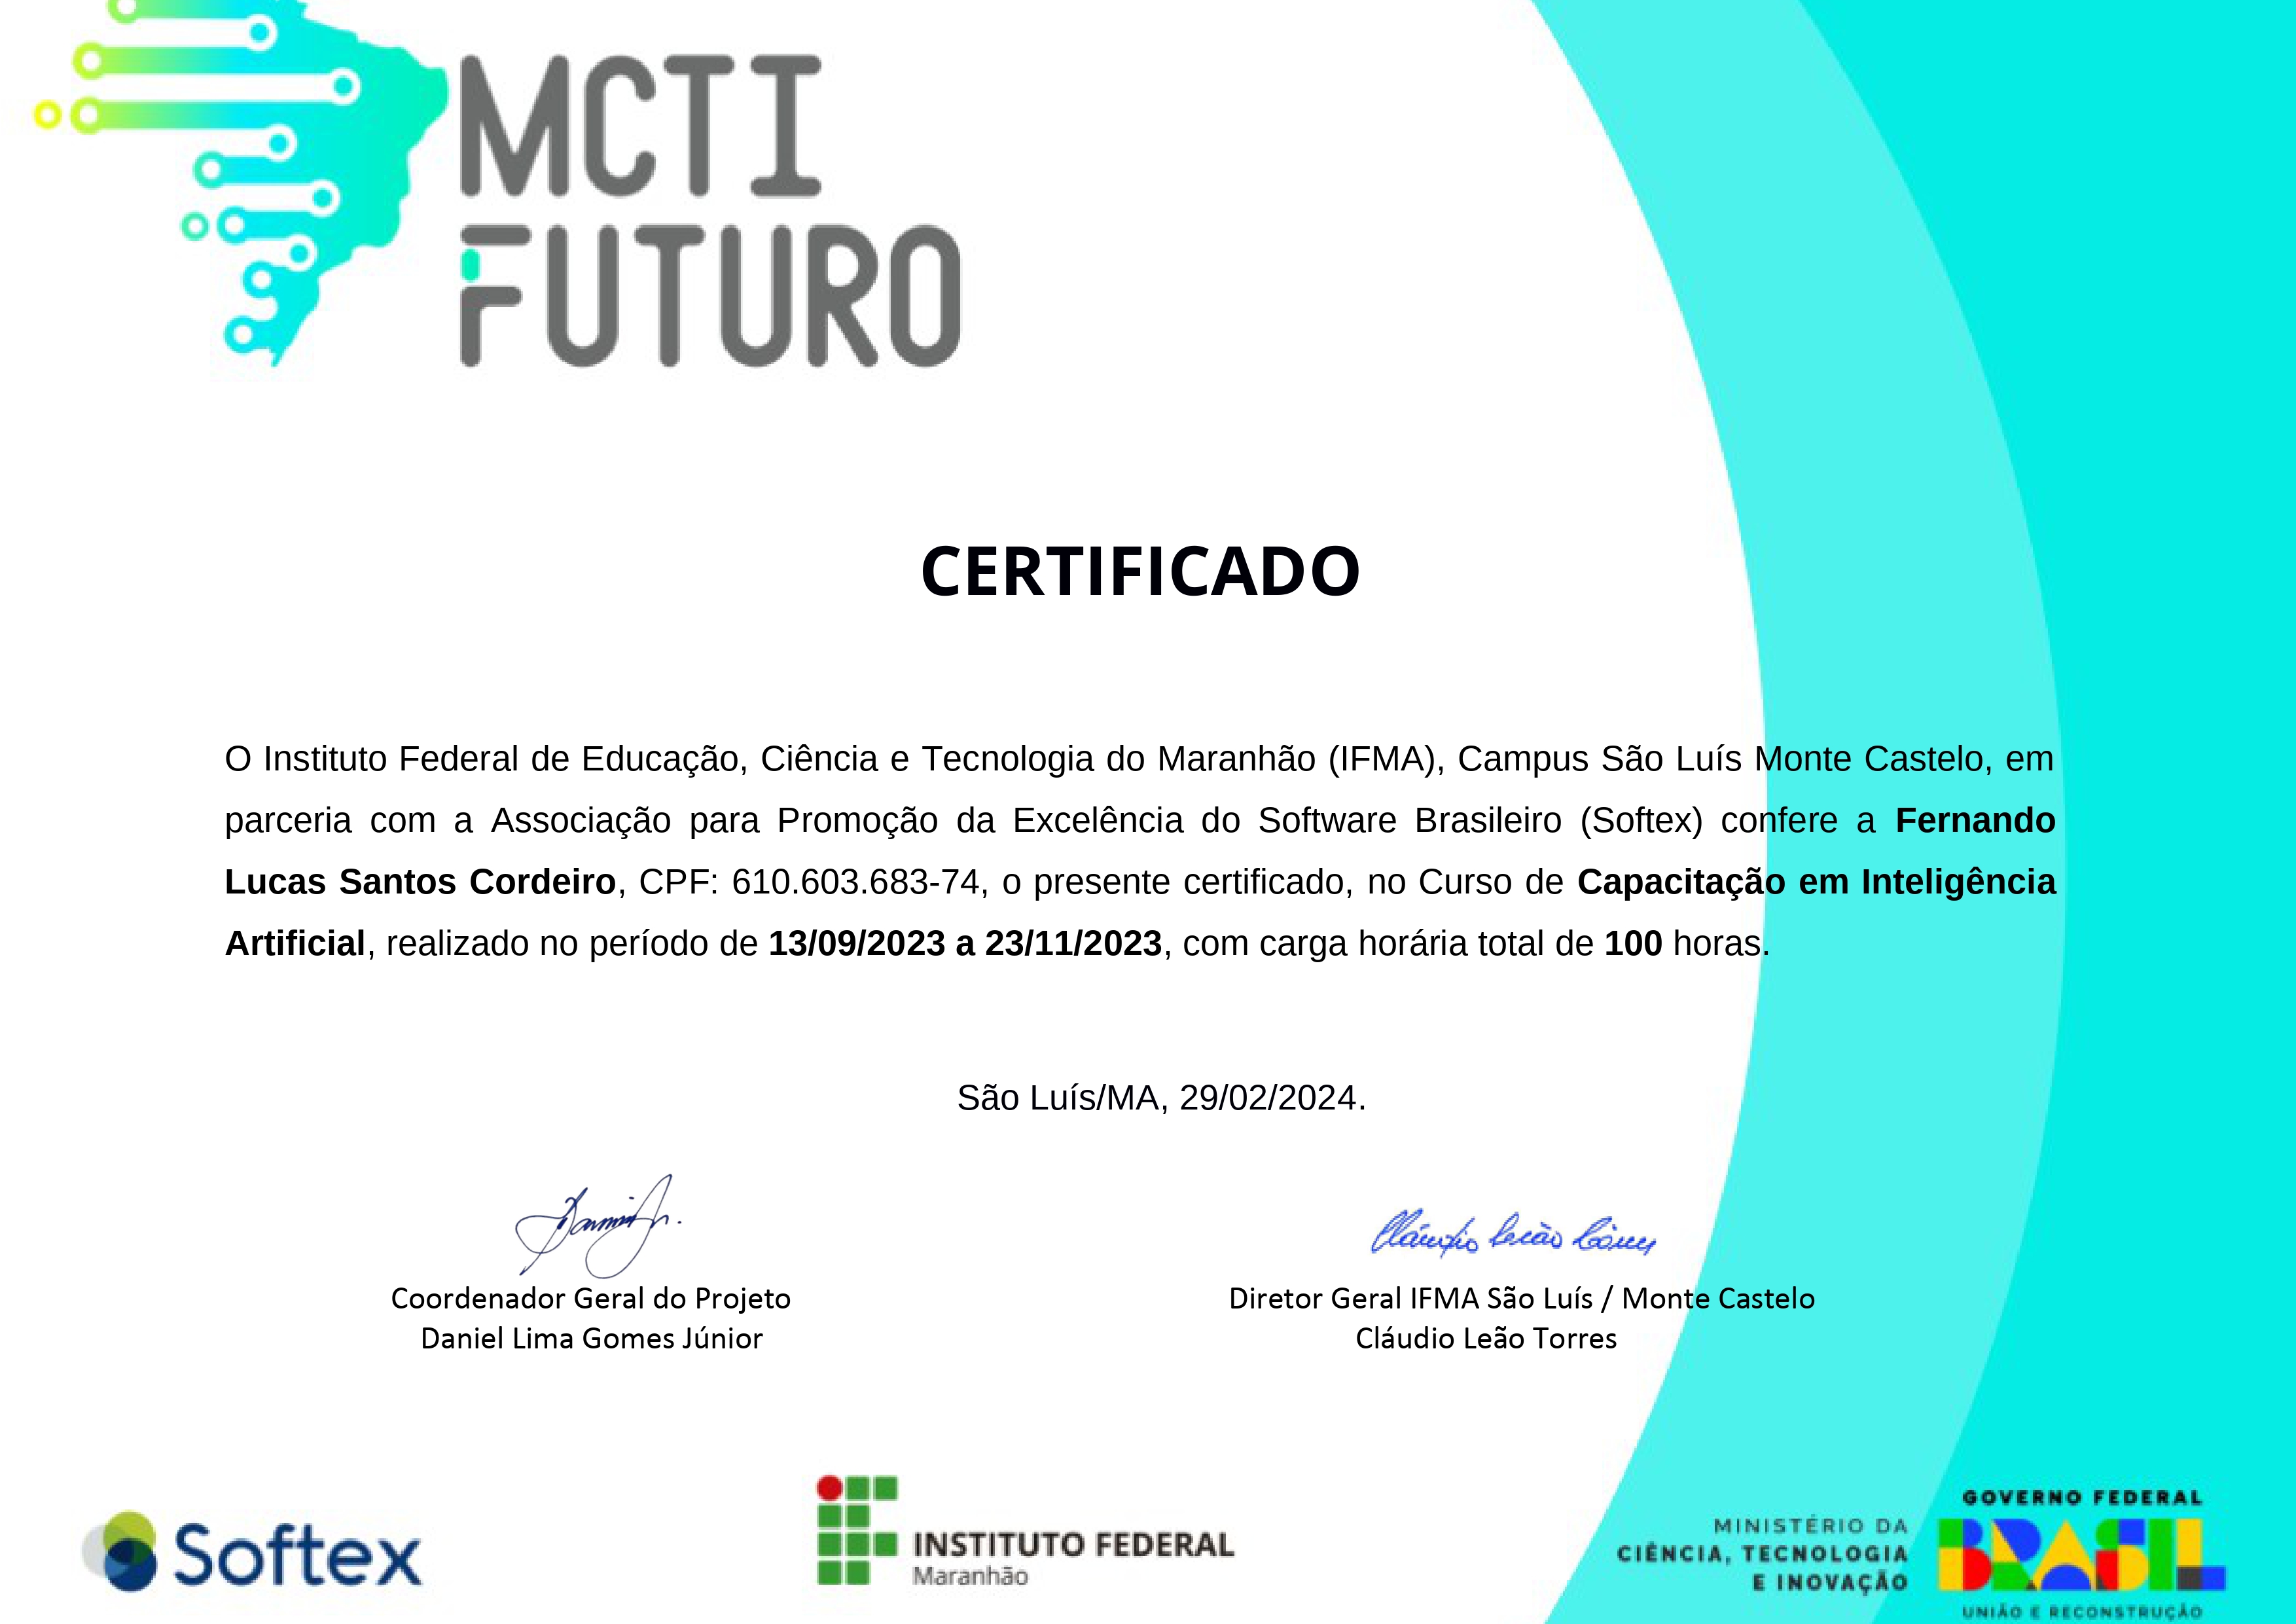 MCTI
FUTURO
CERTIFICADO
O Instituto Federal de Educação, Ciência e Tecnologia do Maranhão (IFMA), Campus São Luís Monte Castelo, em
parceria com a Associação para Promoção da Excelência do Software Brasileiro (Softex) confere a Fernando
Lucas Santos Cordeiro, CPF: 610.603.683-74, o presente certificado, no Curso de Capacitação em Inteligência
Artificial, realizado no período de 13/09/2023 a 23/11/2023, com carga horária total de 100 horas.
São Luís/MA, 29/02/2024.
Coordenador Geral do Projeto
Daniel Lima Gomes Júnior
Diretor Geral IFMA São Luís / Monte Castelo
Cláudio Leão Torres
Softex
INSTITUTO FEDERAL
Maranhão
MINISTÉRIO DA
CIÊNCIA, TECNOLOGIA
E INOVAÇÃO
GOVERNO FEDERAL
BRASIL
UNIÃO E RECONSTRUÇÃO